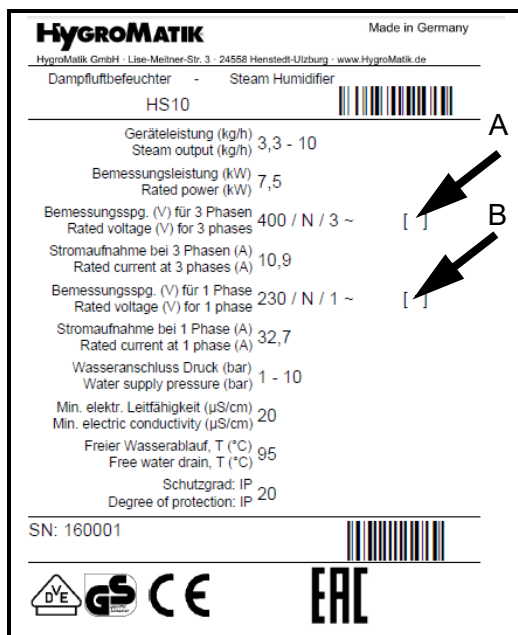 HYGROMATIK
Made in Germany
HygroMatik GmbH · Lise-Meitner-Str. 3 · 24558 Henstedt-Ulzburg · www.HygroMatik.de
Dampfluftbefeuchter - Steam Humidifier
HS10
A
Geräteleistung (kg/h)
Steam output (kg/h) 3,3 - 10
Bemessungsleistung (kW)
Rated power (kW) 7,5
Bemessungsspg. (V) für 3 Phasen
Rated voltage (V) for 3 phases 400 / N / 3 ~ [ ]
B
Stromaufnahme bei 3 Phasen (A)
Rated current at 3 phases (A) 10,9
Bemessungsspg. (V) für 1 Phase
Rated voltage (V) for 1 phase 230 / N / 1 ~ [ ]
Stromaufnahme bei 1 Phase (A)
Rated current at 1 phase (A) 32,7
Wasseranschluss Druck (bar)
Water supply pressure (bar) 1 - 10
Min. elektr. Leitfähigkeit (µS/cm)
Min. electric conductivity (µS/cm) 20
Freier Wasserablauf, T (°C)
Free water drain, T (°C) 95
Schutzgrad: IP
Degree of protection: IP 20
SN: 160001
DVE GS CE EAC